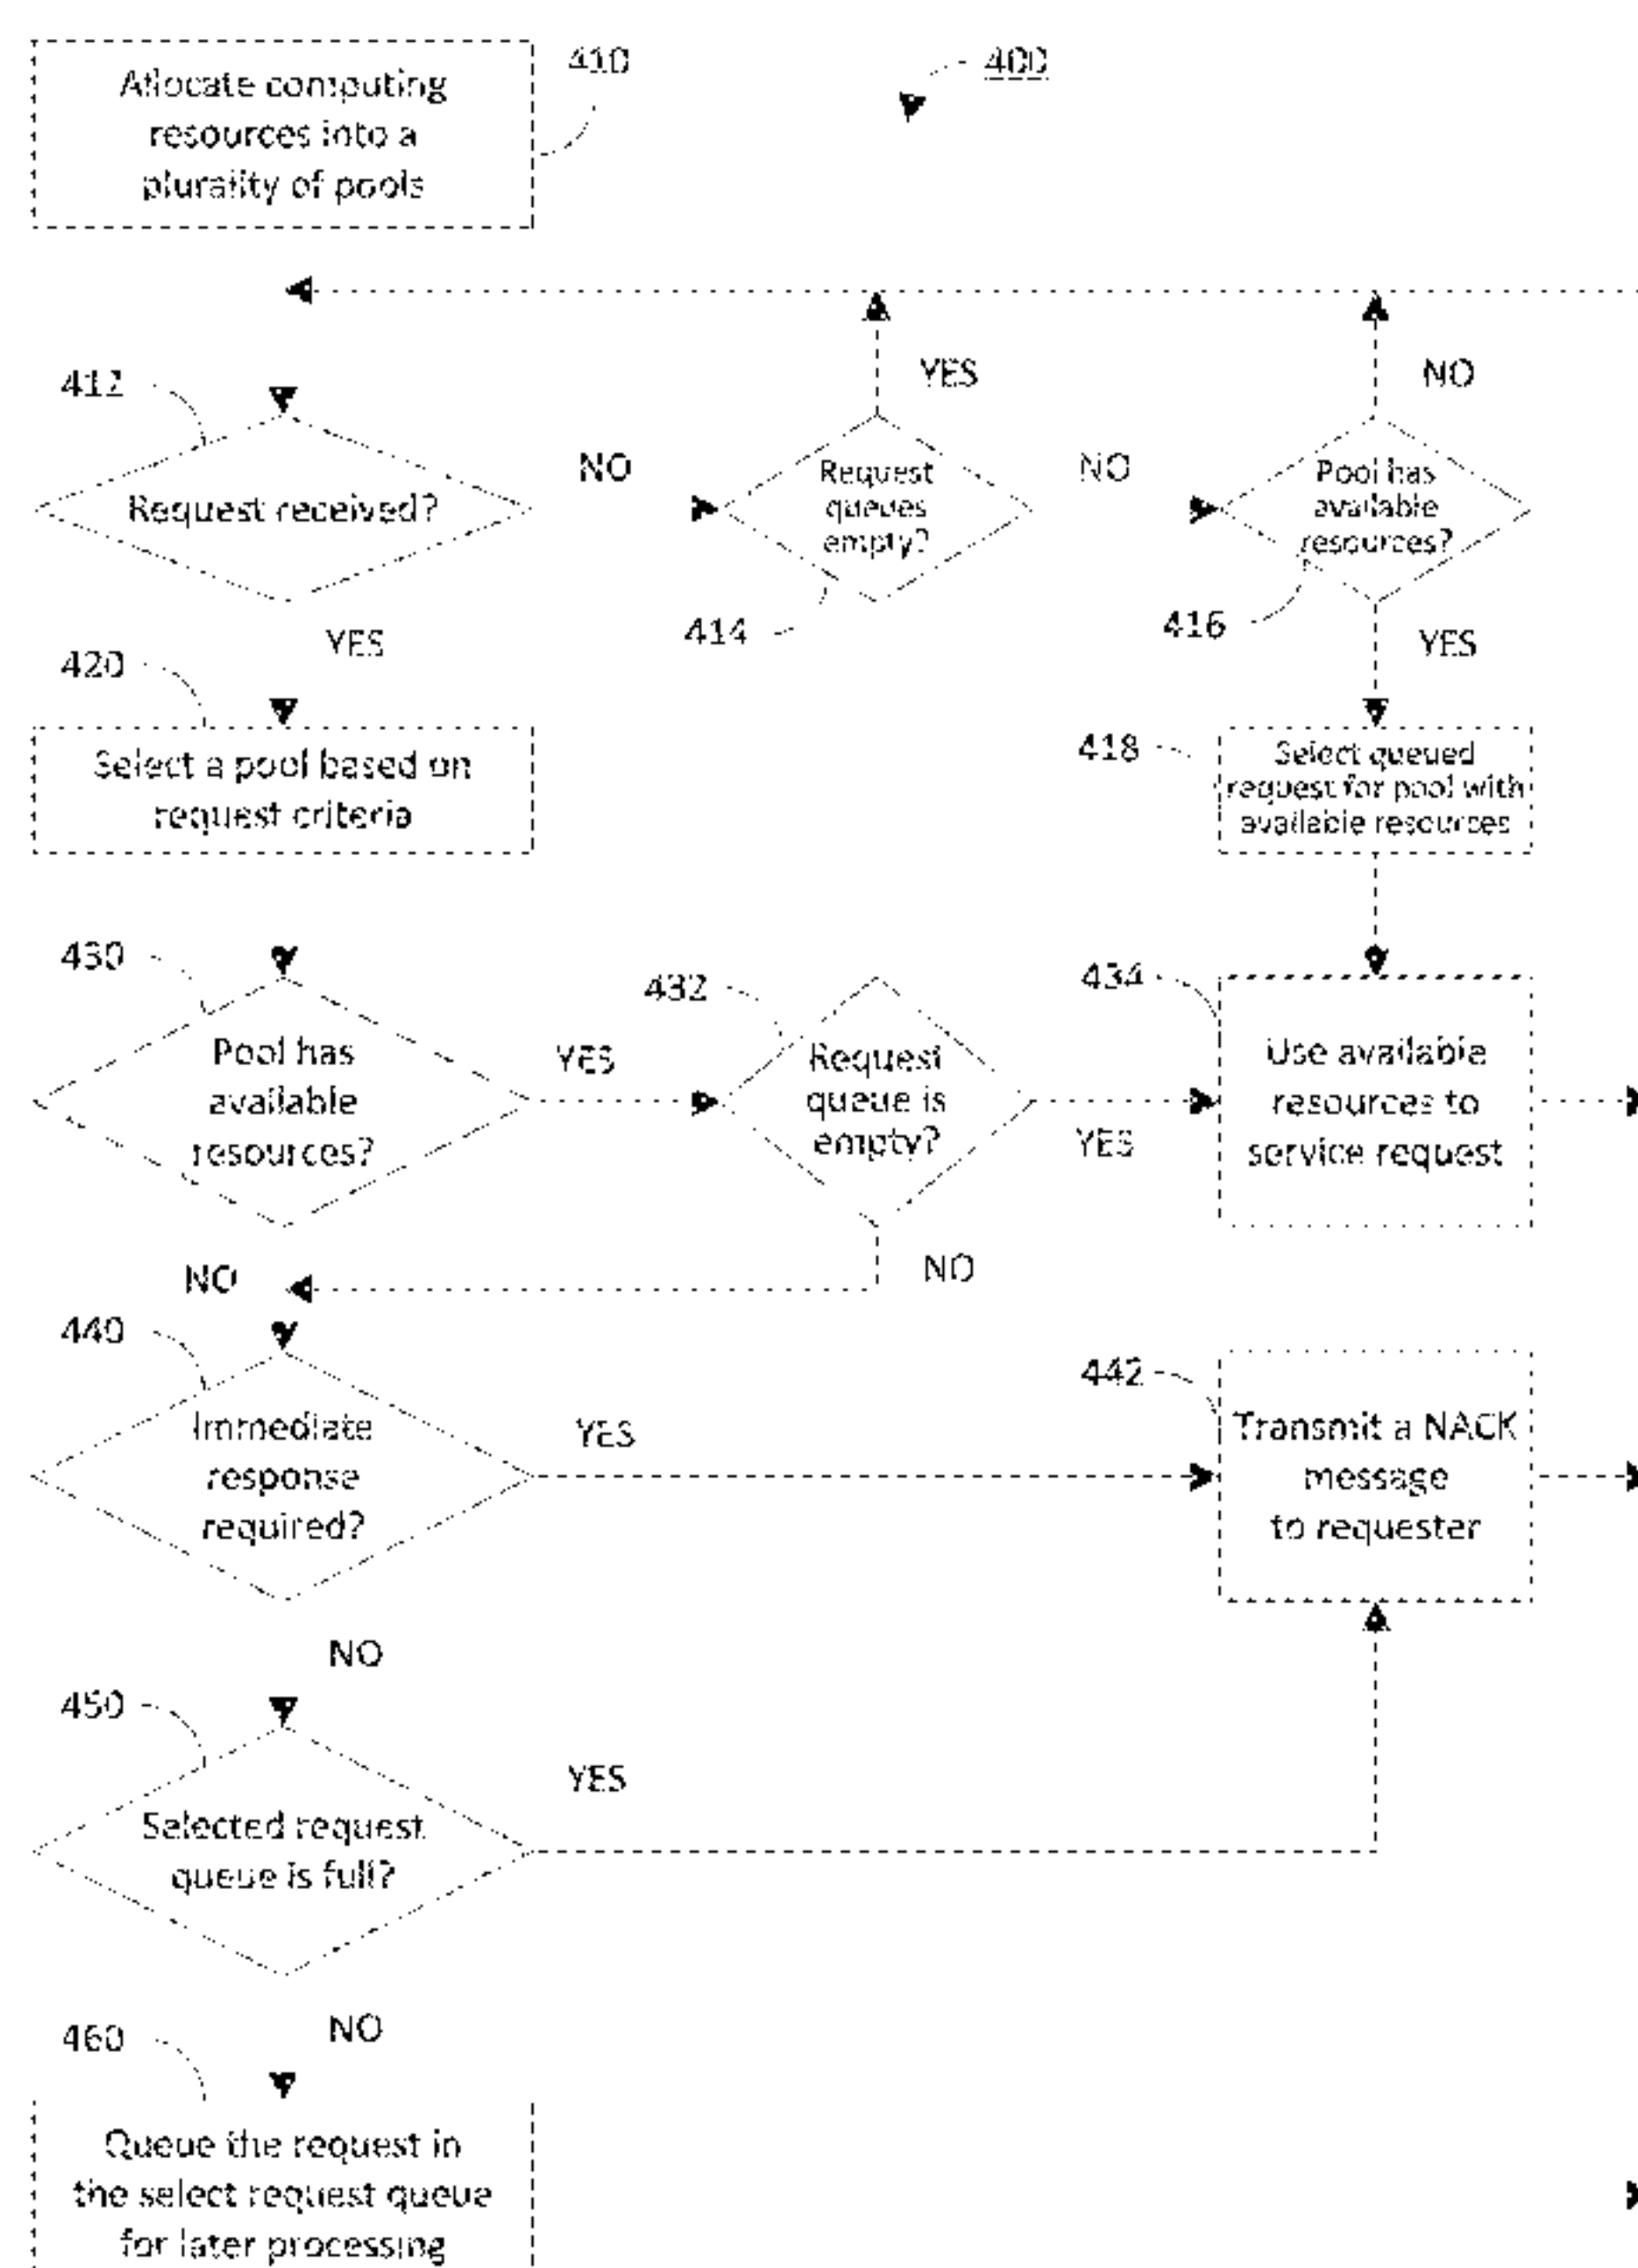 410
400
Allocate computing
resources into a
plurality of pools
412
YES
NO
Request received?
NO
Request
queues
empty?
NO
Pool has
available
resources?
414
416
YES
YES
420
418
Select a pool based on
request criteria
Select queued
request for pool with
available resources
430
432
434
Pool has
available
resources?
YES
Request
queue is
empty?
YES
Use available
resources to
service request
NO
NO
440
442
Immediate
response
required?
YES
Transmit a NACK
message
to requester
NO
450
YES
Selected request
queue is full?
NO
460
Queue the request in
the select request queue
for later processing